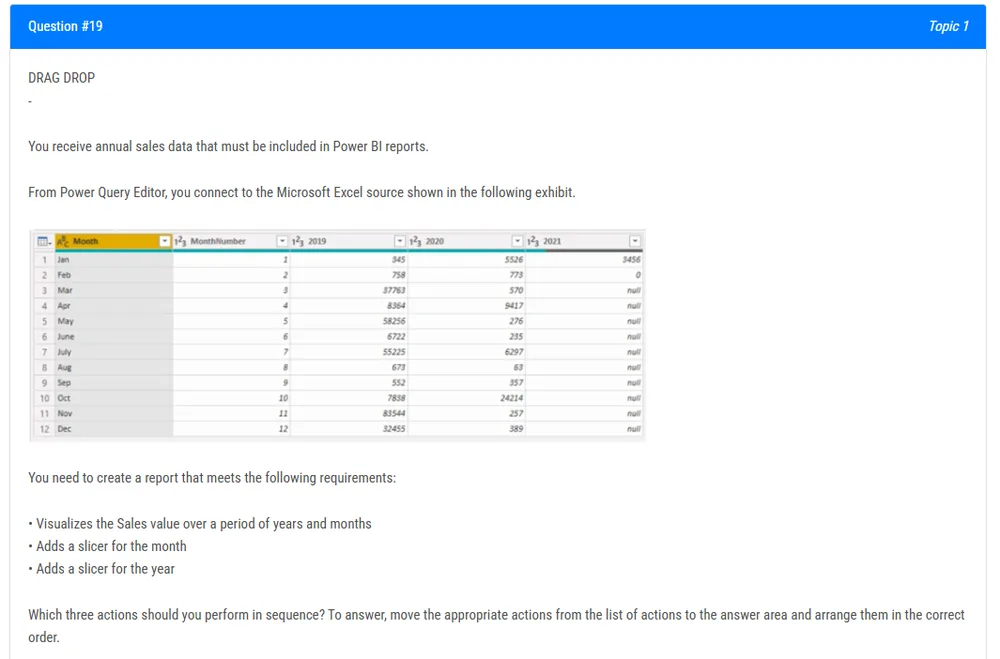 Question #19 Topic 1
DRAG DROP
-
You receive annual sales data that must be included in Power BI reports.
From Power Query Editor, you connect to the Microsoft Excel source shown in the following exhibit.
ABC Month 123 MonthNumber 123 2019 123 2020 123 2021
1 Jan 1 345 5526 3456
2 Feb 2 758 773 0
3 Mar 3 37763 570 null
4 Apr 4 8364 9417 null
5 May 5 58256 276 null
6 June 6 6722 235 null
7 July 7 55225 6297 null
8 Aug 8 673 63 null
9 Sep 9 552 357 null
10 Oct 10 7838 24214 null
11 Nov 11 83544 257 null
12 Dec 12 32455 389 null
You need to create a report that meets the following requirements:
• Visualizes the Sales value over a period of years and months
• Adds a slicer for the month
• Adds a slicer for the year
Which three actions should you perform in sequence? To answer, move the appropriate actions from the list of actions to the answer area and arrange them in the correct
order.